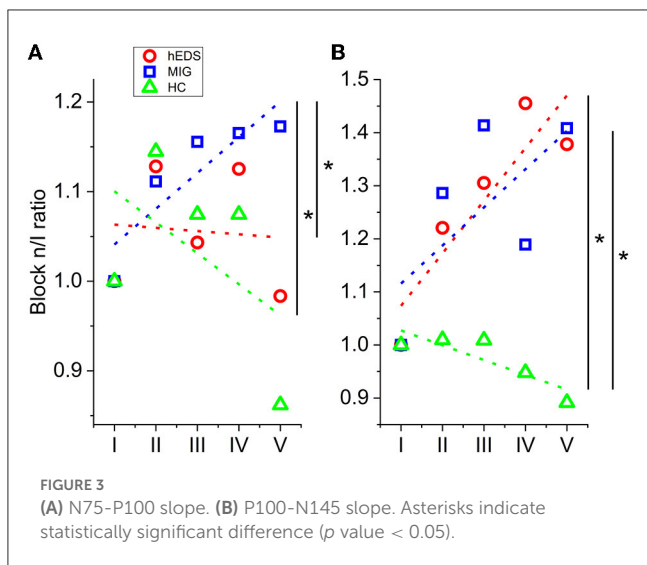 A
B
hEDS
MIG
HC
Block n/I ratio
1.2
1.1
1.0
0.9
I II III IV V
*
*
1.5
1.4
1.3
1.2
1.1
1.0
0.9
I II III IV V
*
*
FIGURE 3
(A) N75-P100 slope. (B) P100-N145 slope. Asterisks indicate
statistically significant difference (p value < 0.05).